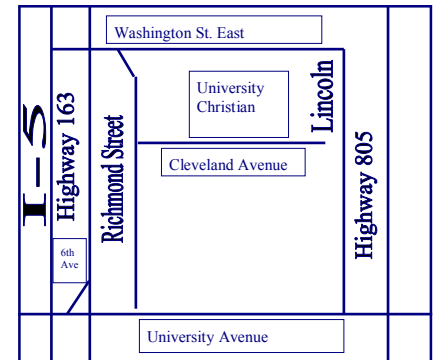 Washington St. East
I-5
Highway 163
Richmond Street
University
Christian
Lincoln
Cleveland Avenue
Highway 805
6th
Ave
University Avenue